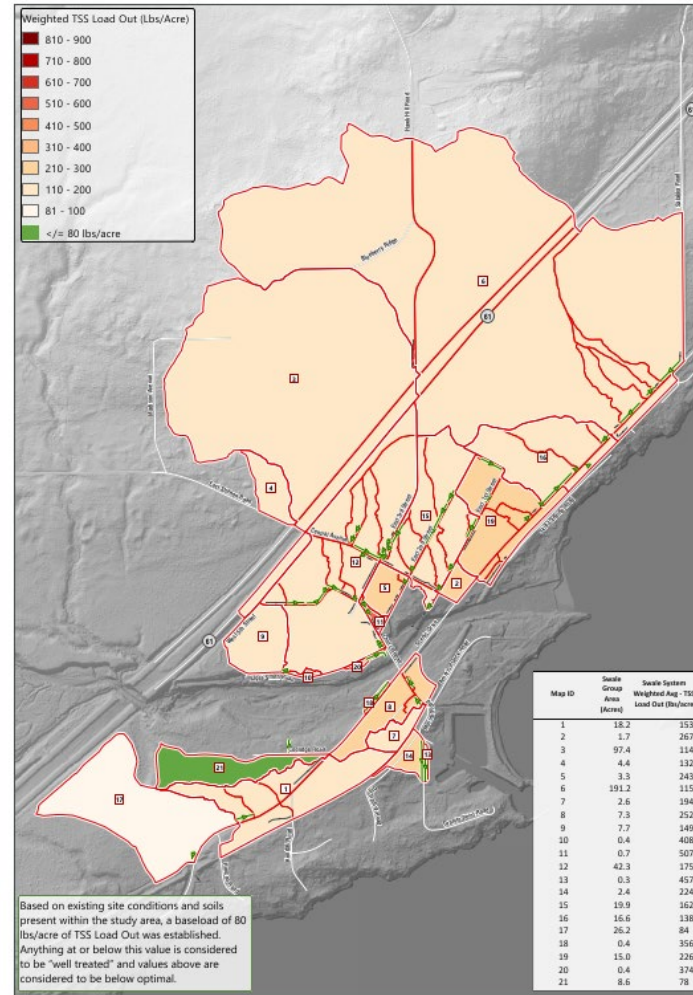 Weighted TSS Load Out (Lbs/Acre)
810 - 900
710 - 800
610 - 700
510 - 600
410 - 500
310 - 400
210 - 300
110 - 200
81 - 100
</= 80 lbs/acre
6
61
3
4
16
15
19
12
5
2
11
9
61
10
20
18
8
7
13
14
21
1
17
Map ID Swale Group Area (Acres) Swale System Weighted Avg - TSS Load Out (lbs/acre
1 18.2 153
2 1.7 267
3 97.4 114
4 4.4 132
5 3.3 243
6 191.2 115
7 2.6 194
8 7.3 252
9 7.7 149
10 0.4 408
11 0.7 507
12 42.3 175
13 0.3 457
14 2.4 224
15 19.9 162
16 16.6 138
17 26.2 84
18 0.4 356
19 15.0 226
20 0.4 374
21 8.6 78
Based on existing site conditions and soils
present within the study area, a baseload of 80
lbs/acre of TSS Load Out was established.
Anything at or below this value is considered
to be "well treated" and values above are
considered to be below optimal.